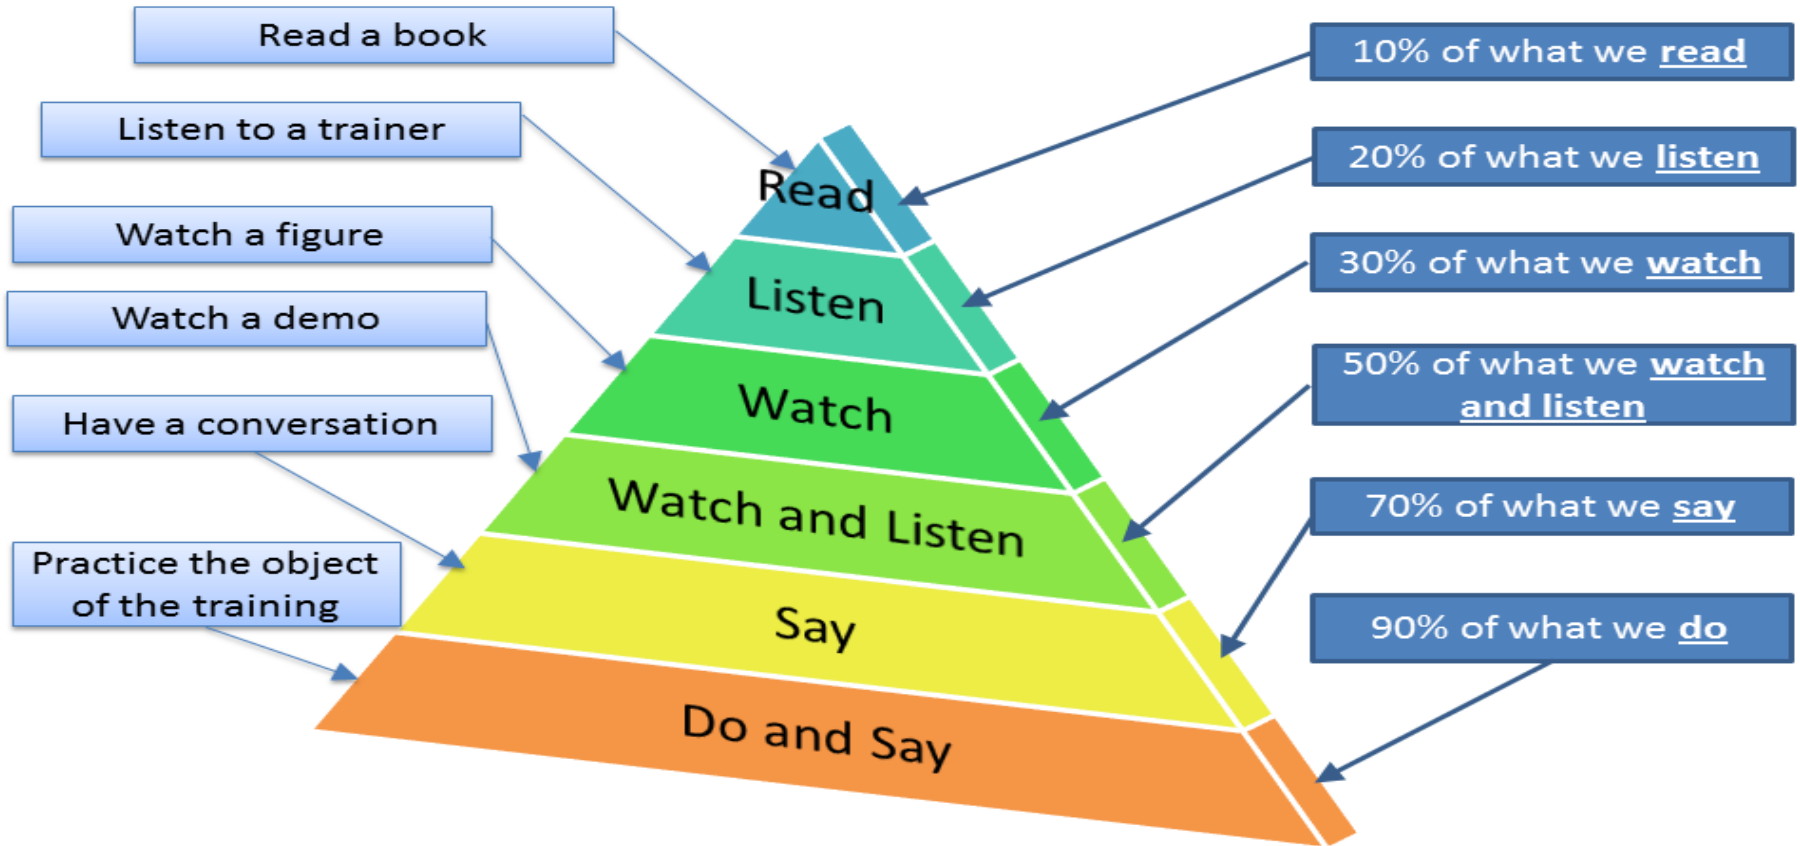 Read a book
Listen to a trainer
Watch a figure
Watch a demo
Have a conversation
Practice the object
of the training
Read
Listen
Watch
Watch and Listen
Say
Do and Say
10% of what we read
20% of what we listen
30% of what we watch
50% of what we watch
and listen
70% of what we say
90% of what we do